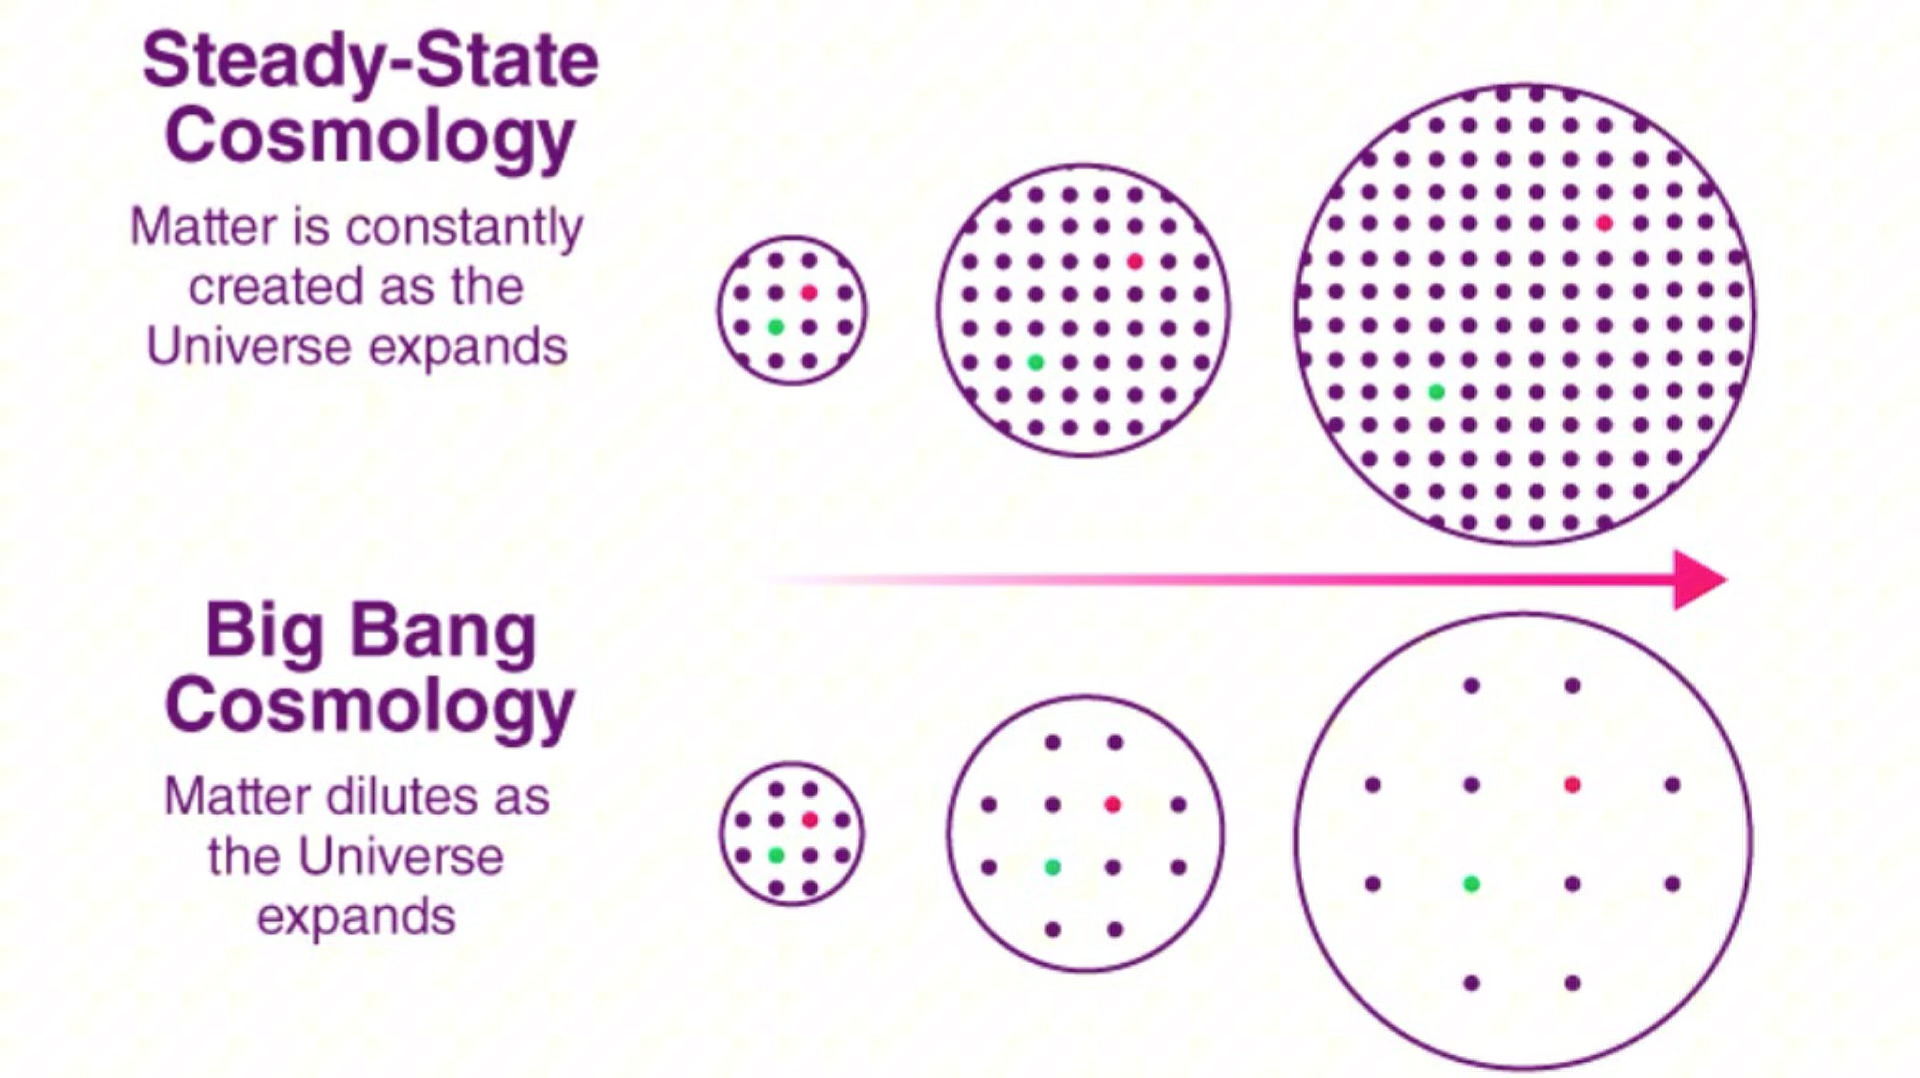 Steady-State
Cosmology
Matter is constantly
created as the
Universe expands
Big Bang
Cosmology
Matter dilutes as
the Universe
expands